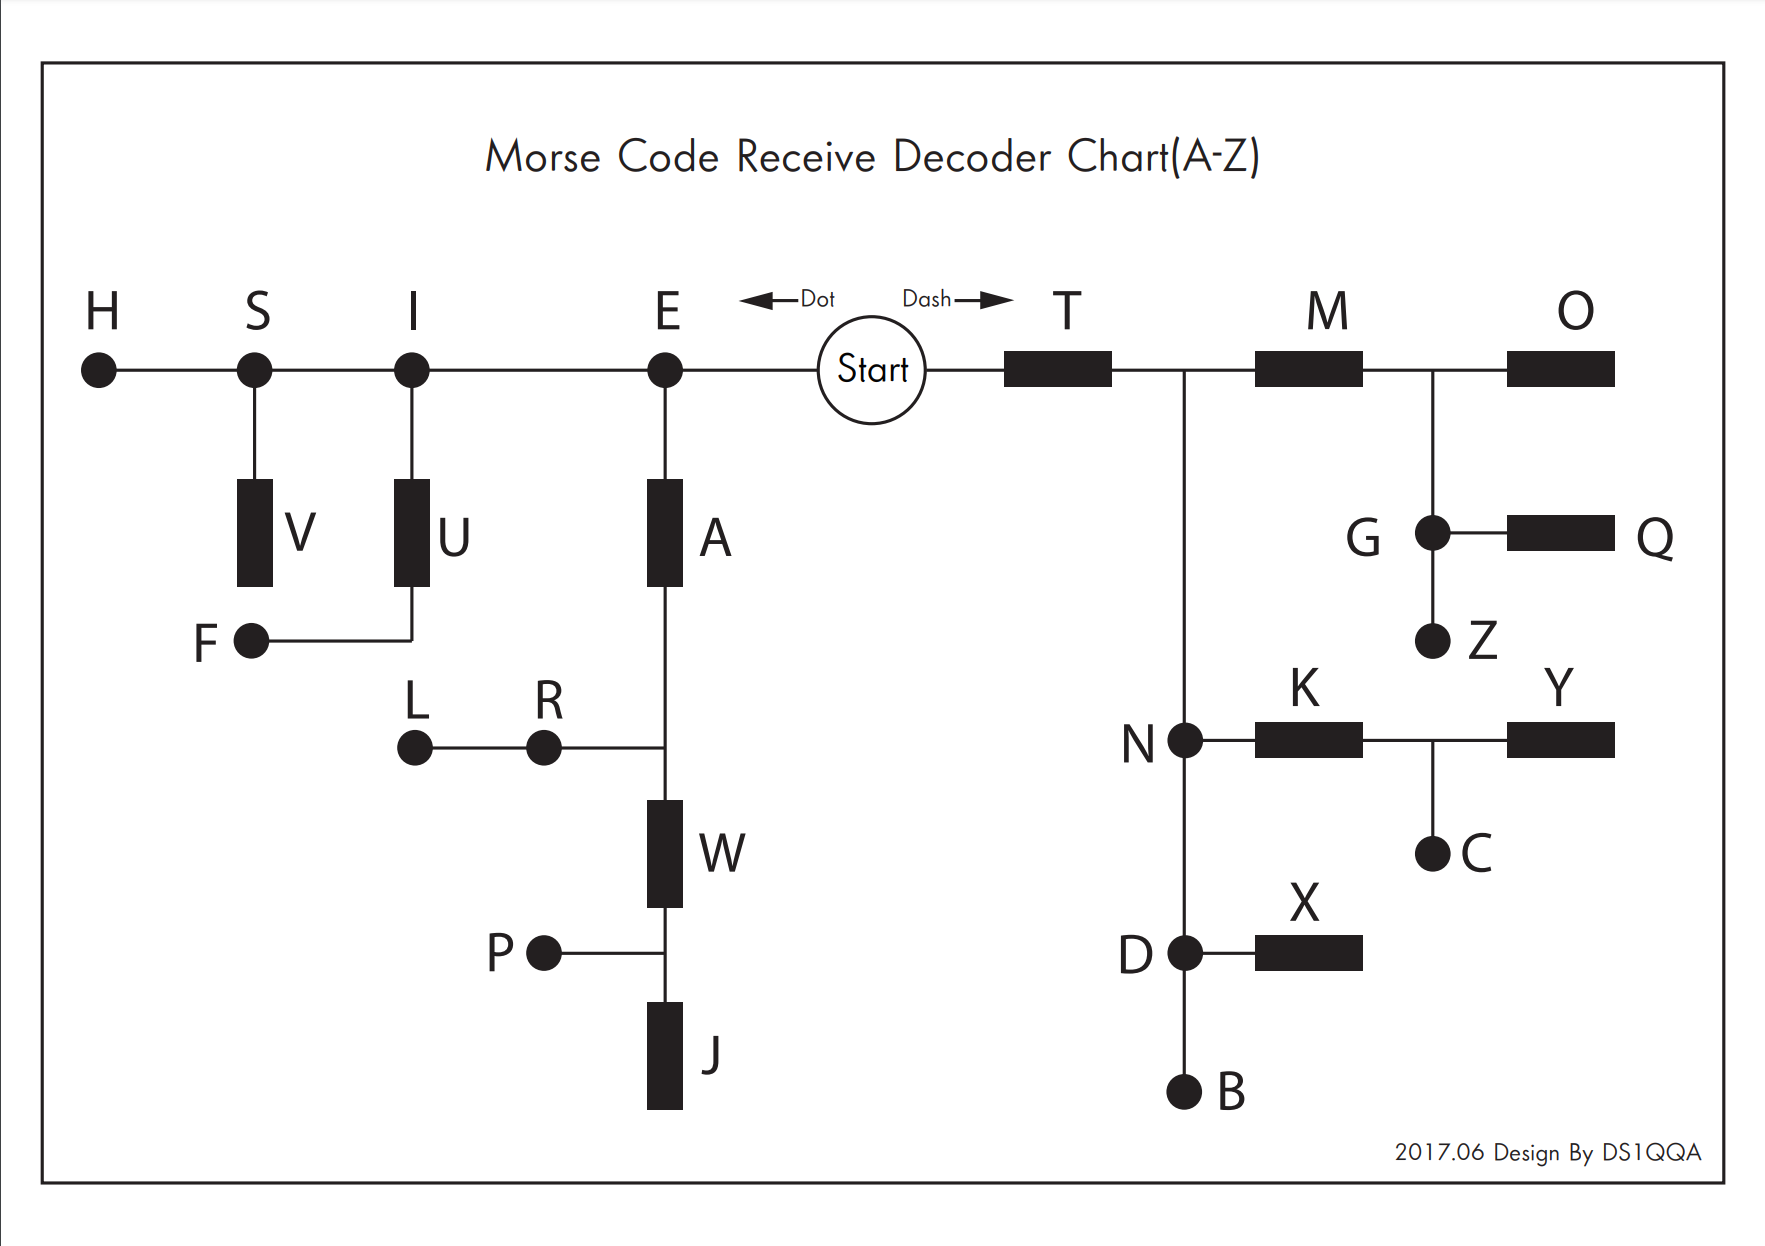 Morse Code Receive Decoder Chart(A-Z)
Dot Dash
H S I E T M O
Start
V U A G Q
F Z
L R K Y
N
W C
X
P D
J
B
2017.06 Design By DS1QQA